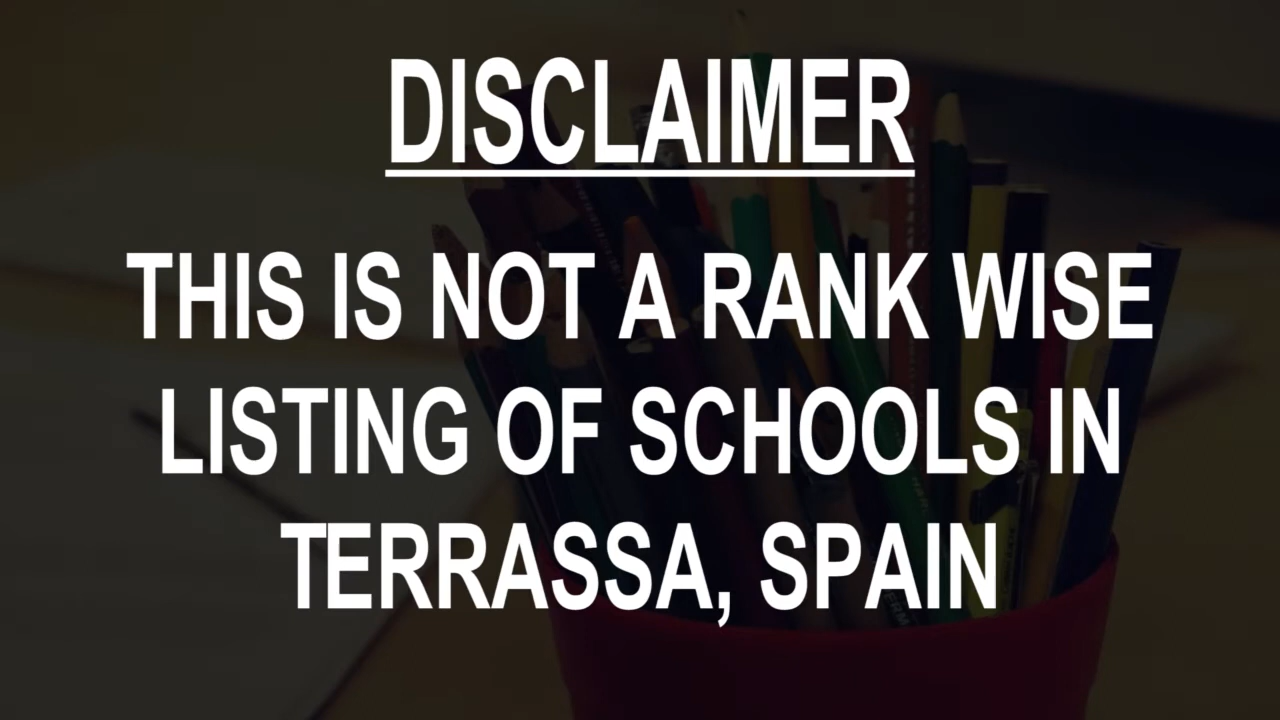 DISCLAIMER
THIS IS NOT A RANK WISE
LISTING OF SCHOOLS IN
TERRASSA, SPAIN